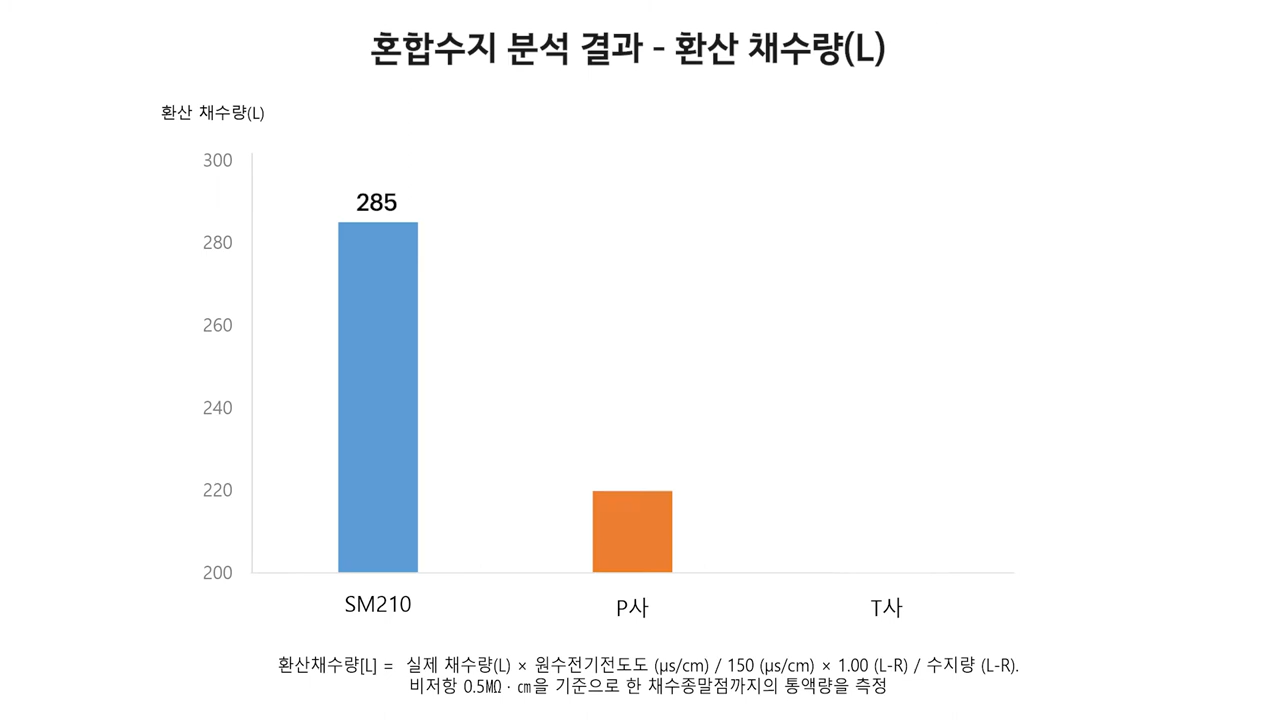 혼합수지 분석 결과 - 환산 채수량(L)
환산 채수량(L)
300
285
280
260
240
220
200
SM210
P사
T사
환산채수량[L] = 실제 채수량(L) × 원수전기전도도 (µs/cm) / 150 (µs/cm) × 1.00 (L-R) / 수지량 (L-R).
비저항 0.5㏁ · ㎝을 기준으로 한 채수종말점까지의 통액량을 측정